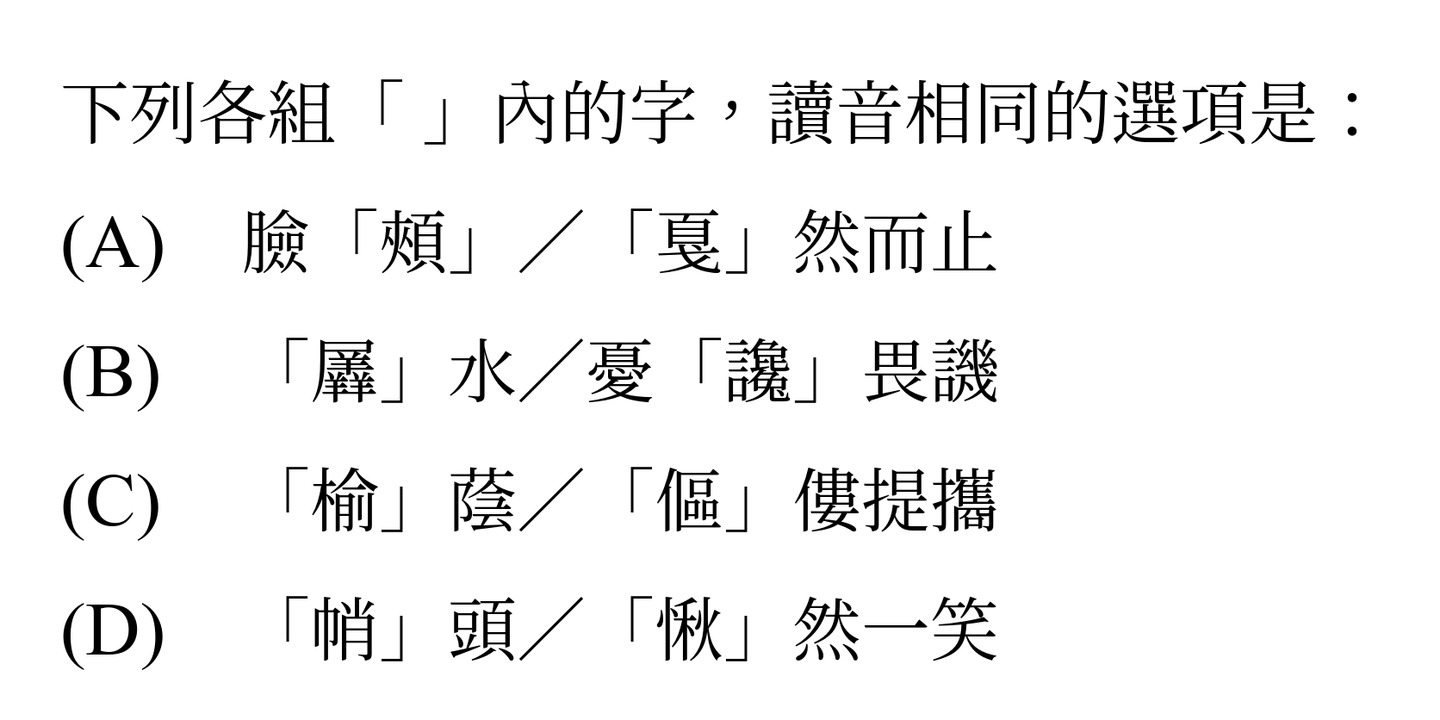 下列各組「 」內的字，讀音相同的選項是：
(A) 臉「頰」／「戛」然而止
(B) 「羼」水／憂「讒」畏譏
(C) 「榆」蔭／「傴」僂提攜
(D) 「帩」頭／「愀」然一笑